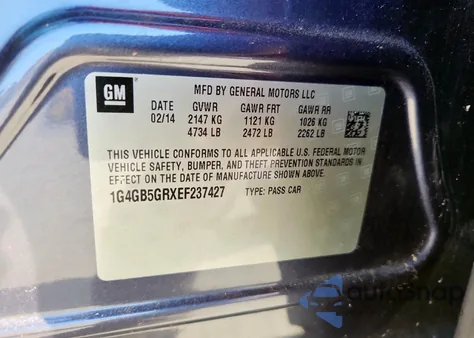 GM
MFD BY GENERAL MOTORS LLC
DATE GVWR GAWR FRT GAWR RR
02/14 2147 KG 1121 KG 1026 KG
4734 LB 2472 LB 2262 LB
THIS VEHICLE CONFORMS TO ALL APPLICABLE U.S. FEDERAL MOTOR
VEHICLE SAFETY, BUMPER, AND THEFT PREVENTION STANDARDS IN
EFFECT ON THE DATE OF MANUFACTURE SHOWN ABOVE.
1G4GB5GRXEF237427 TYPE: PASS CAR
autosnap